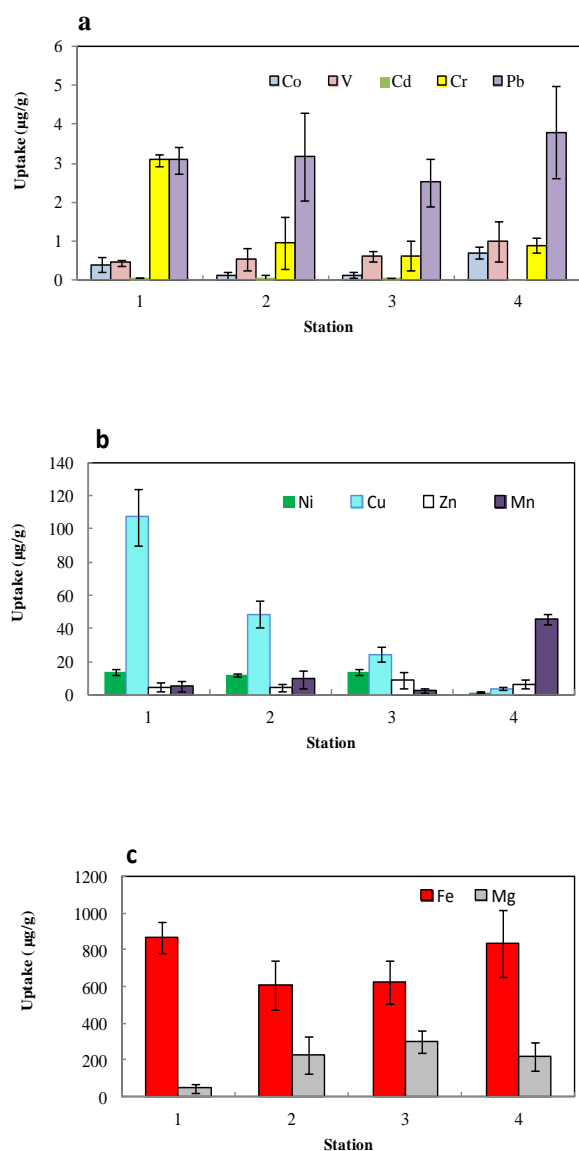 a
6
5
4
3
2
1
0
Uptake (µg/g)
Co V Cd Cr Pb
1 2 3 4
Station
b
140
120
100
80
60
40
20
0
Uptake (µg/g)
Ni Cu Zn Mn
1 2 3 4
Station
c
1200
1000
800
600
400
200
0
Uptake ( µg/g)
Fe Mg
1 2 3 4
Station